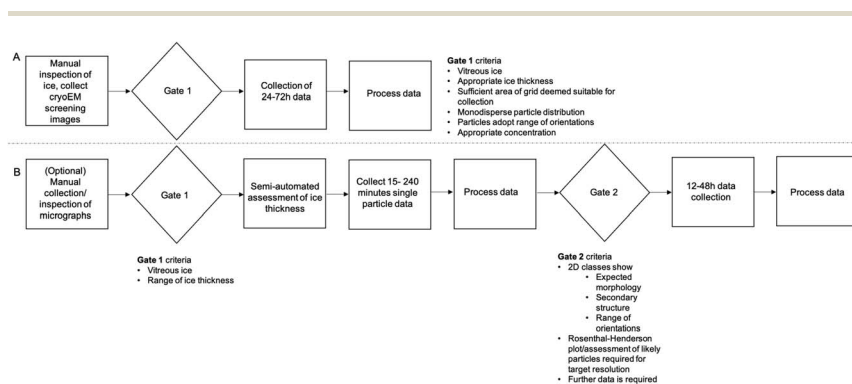 A
Manual
inspection of
ice, collect
cryoEM
screening
images
Gate 1
Collection of
24-72h data
Process data
Gate 1 criteria
• Vitreous ice
• Appropriate ice thickness
• Sufficient area of grid deemed suitable for
collection
• Monodisperse particle distribution
• Particles adopt range of orientations
• Appropriate concentration
B
(Optional)
Manual
collection/
inspection of
micrographs
Gate 1
Semi-automated
assessment of ice
thickness
Collect 15- 240
minutes single
particle data
Process data
Gate 2
12-48h data
collection
Process data
Gate 1 criteria
• Vitreous ice
• Range of ice thickness
Gate 2 criteria
• 2D classes show
• Expected
morphology
• Secondary
structure
• Range of
orientations
• Rosenthal-Henderson
plot/assessment of likely
particles required for
target resolution
• Further data is required